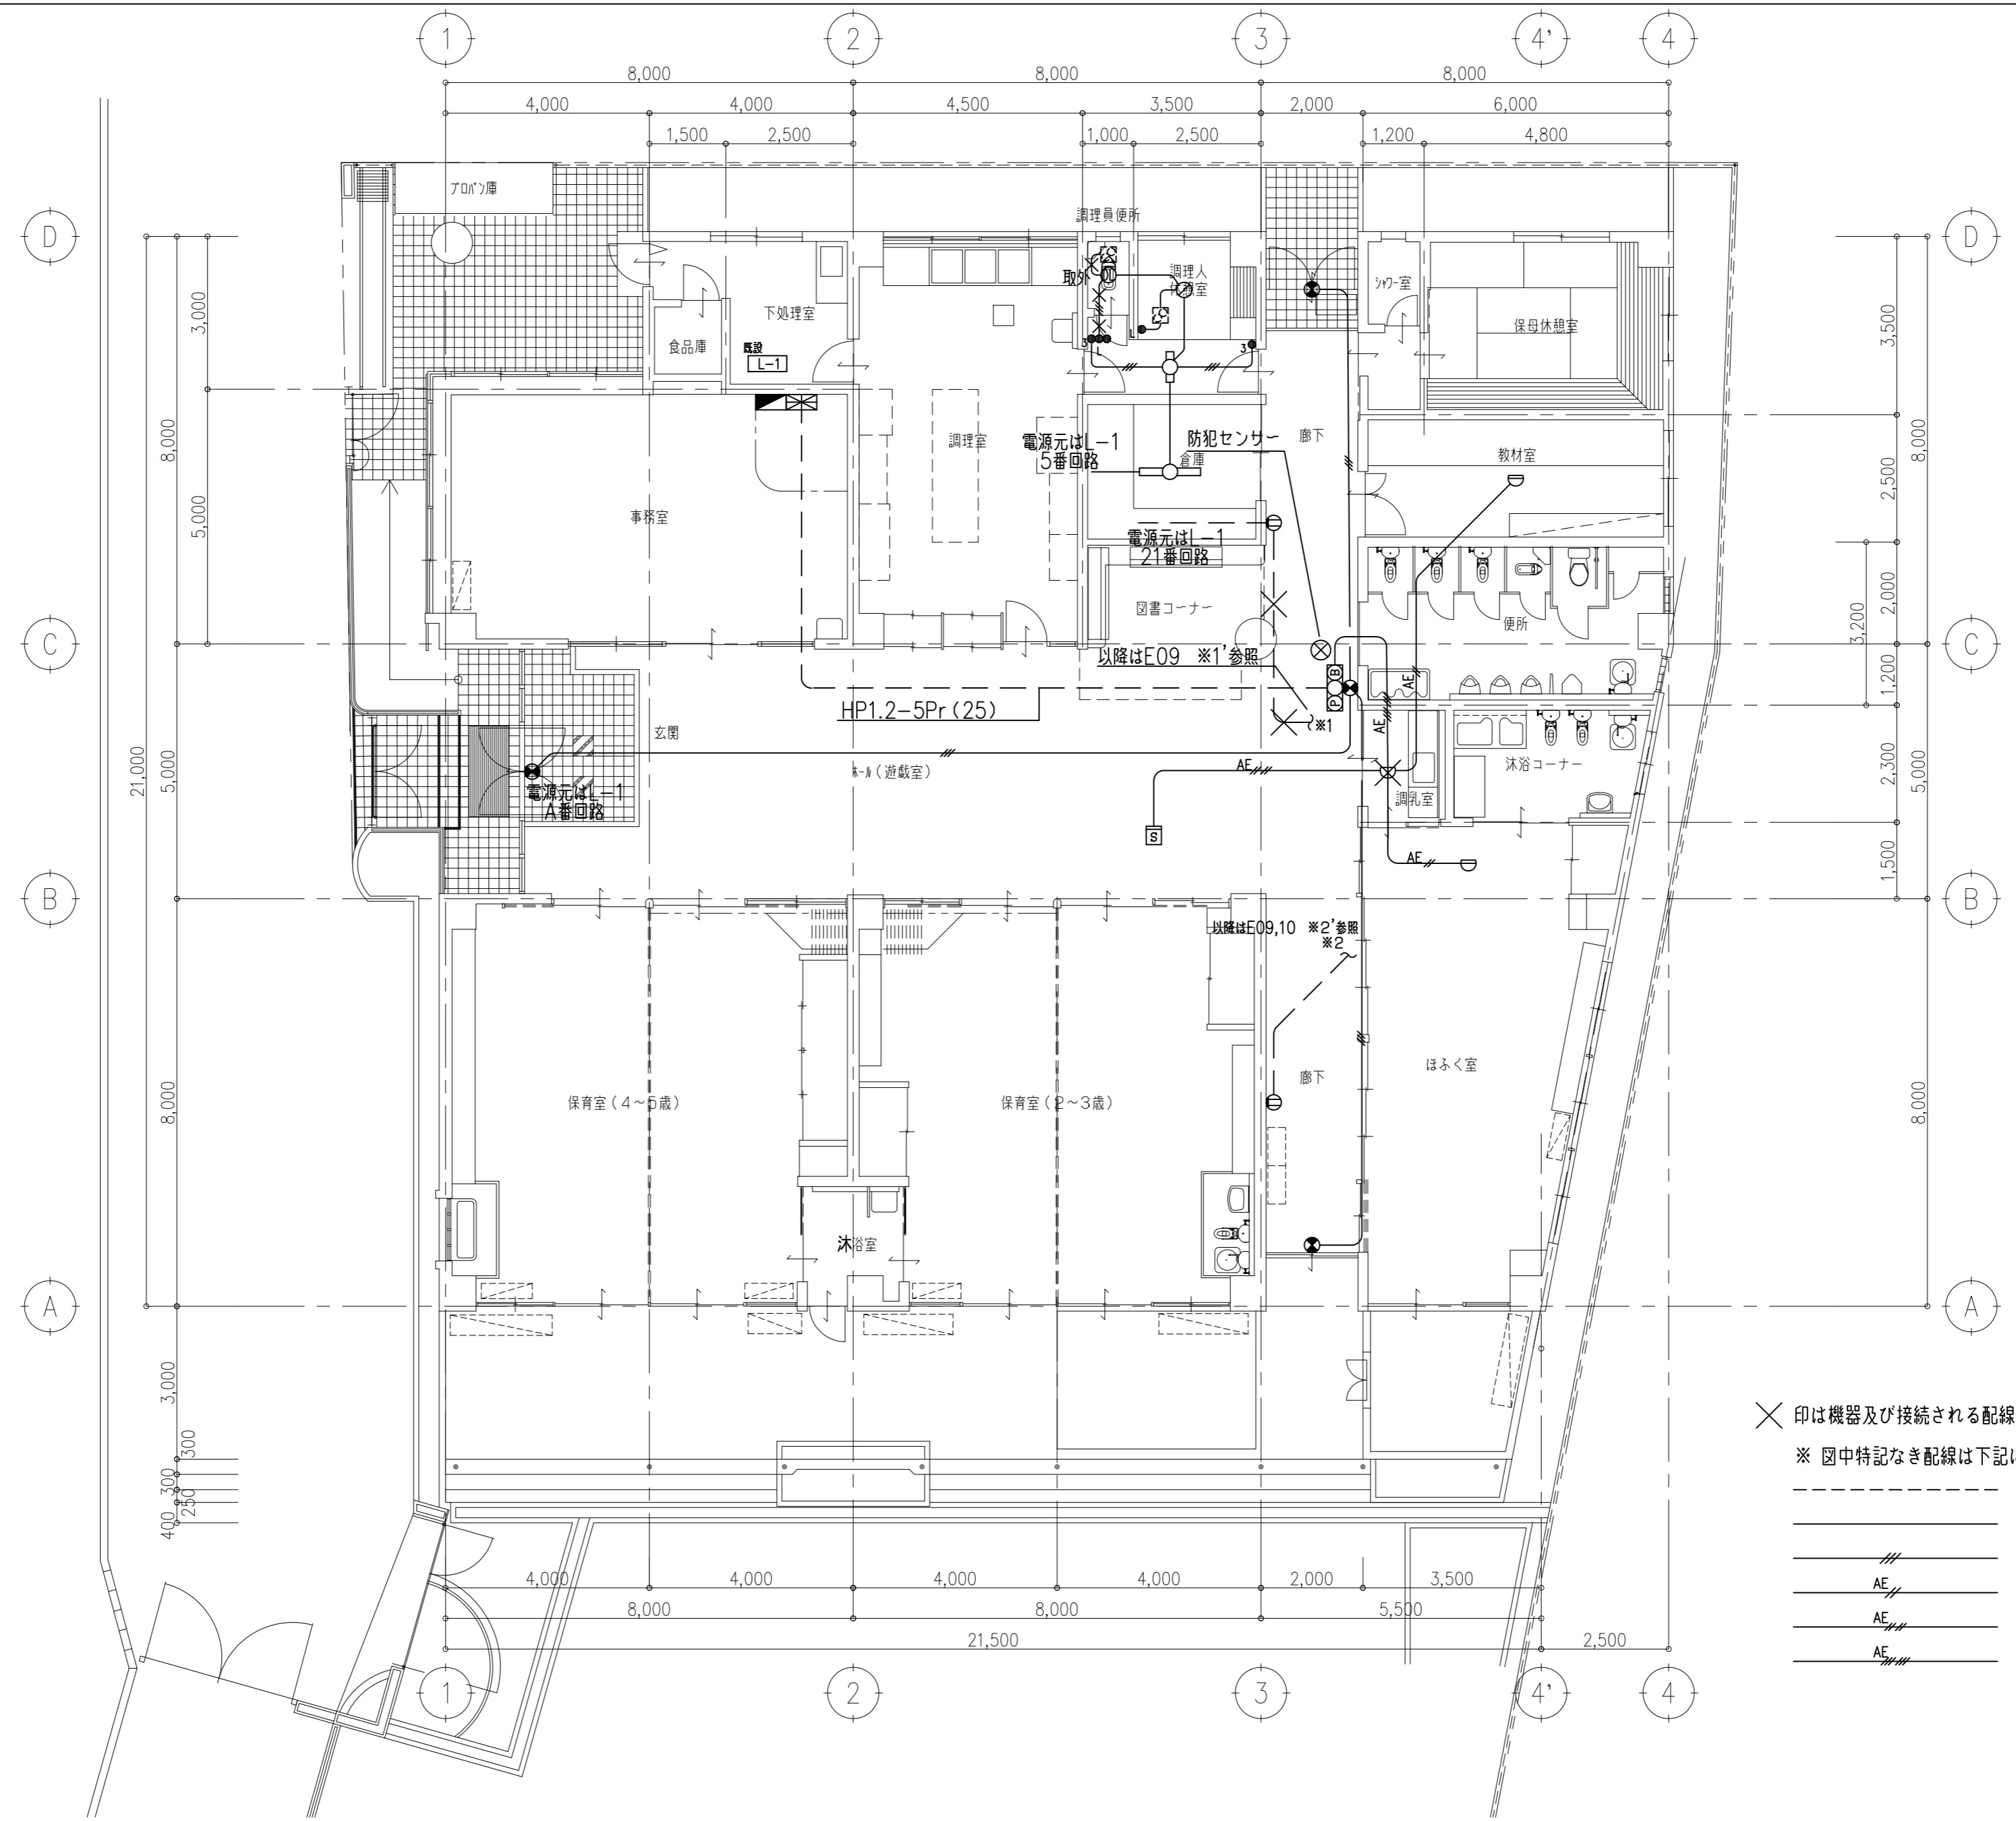 1
2
3
4'
4
8,000
8,000
8,000
4,000
4,000
4,500
3,500
2,000
6,000
1,500
2,500
1,000
2,500
1,200
4,800
プロパン庫
調理員便所
D
D
取外
調理人
休憩室
シャワー室
保母休憩室
下処理室
食品庫
既設
L-1
3
L
L
3
3,000
3,500
8,000
調理室
電源元はL-1
5番回路
防犯センサー
倉庫
廊下
教材室
8,000
2,500
5,000
事務室
電源元はL-1
21番回路
図書コーナー
便所
2,000
3,200
C
C
以降はE09 ※1'参照
B
P
AE
AE
1,200
HP1.2-5Pr(25)
※1
玄関
ホール(遊戯室)
AE
調乳室
沐浴コーナー
2,300
5,000
21,000
5,000
電源元はL-1
A番回路
S
AE
1,500
B
B
以降はE09,10 ※2'参照
※2
ほふく室
廊下
保育室(4~5歳)
保育室(2~3歳)
8,000
8,000
沐浴室
A
A
3,000
300
300
250
400
✕ 印は機器及び接続される配線
※ 図中特記なき配線は下記に
AE
AE
AE
4,000
4,000
4,000
4,000
2,000
3,500
8,000
8,000
5,500
21,500
2,500
1
2
3
4'
4